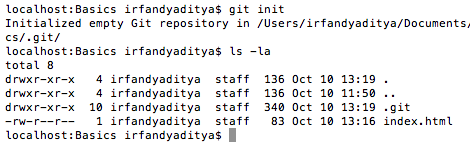 localhost:Basics irfandyaditya$ git init
Initialized empty Git repository in /Users/irfandyaditya/Documents/
cs/.git/
localhost:Basics irfandyaditya$ ls -la
total 8
drwxr-xr-x   4 irfandyaditya  staff  136 Oct 10 13:19 .
drwxr-xr-x   4 irfandyaditya  staff  136 Oct 10 11:50 ..
drwxr-xr-x  10 irfandyaditya  staff  340 Oct 10 13:19 .git
-rw-r--r--   1 irfandyaditya  staff   83 Oct 10 13:16 index.html
localhost:Basics irfandyaditya$